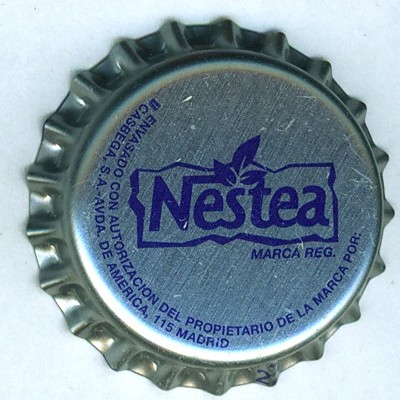 Nestea
MARCA REG.
ENVASADO CON AUTORIZACION DEL PROPIETARIO DE LA MARCA POR:
CASBEGA, S.A.-AVDA. DE AMERICA, 115 MADRID